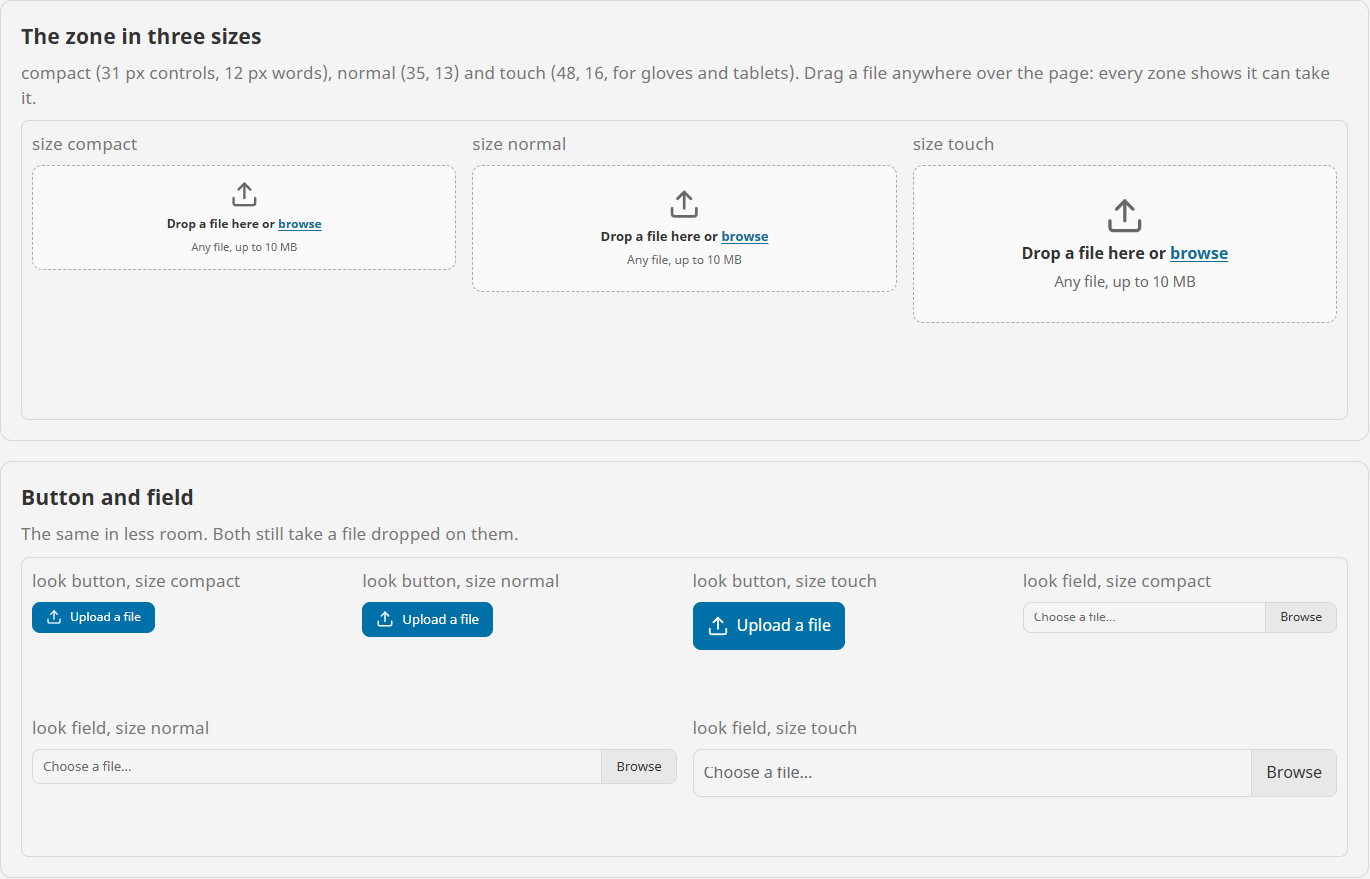 The zone in three sizes
compact (31 px controls, 12 px words), normal (35, 13) and touch (48, 16, for gloves and tablets). Drag a file anywhere over the page: every zone shows it can take
it.
size compact
size normal
size touch
Drop a file here or browse
Any file, up to 10 MB
Drop a file here or browse
Any file, up to 10 MB
Drop a file here or browse
Any file, up to 10 MB
Button and field
The same in less room. Both still take a file dropped on them.
look button, size compact
look button, size normal
look button, size touch
look field, size compact
Upload a file
Upload a file
Upload a file
Choose a file...
Browse
look field, size normal
look field, size touch
Choose a file...
Browse
Choose a file...
Browse